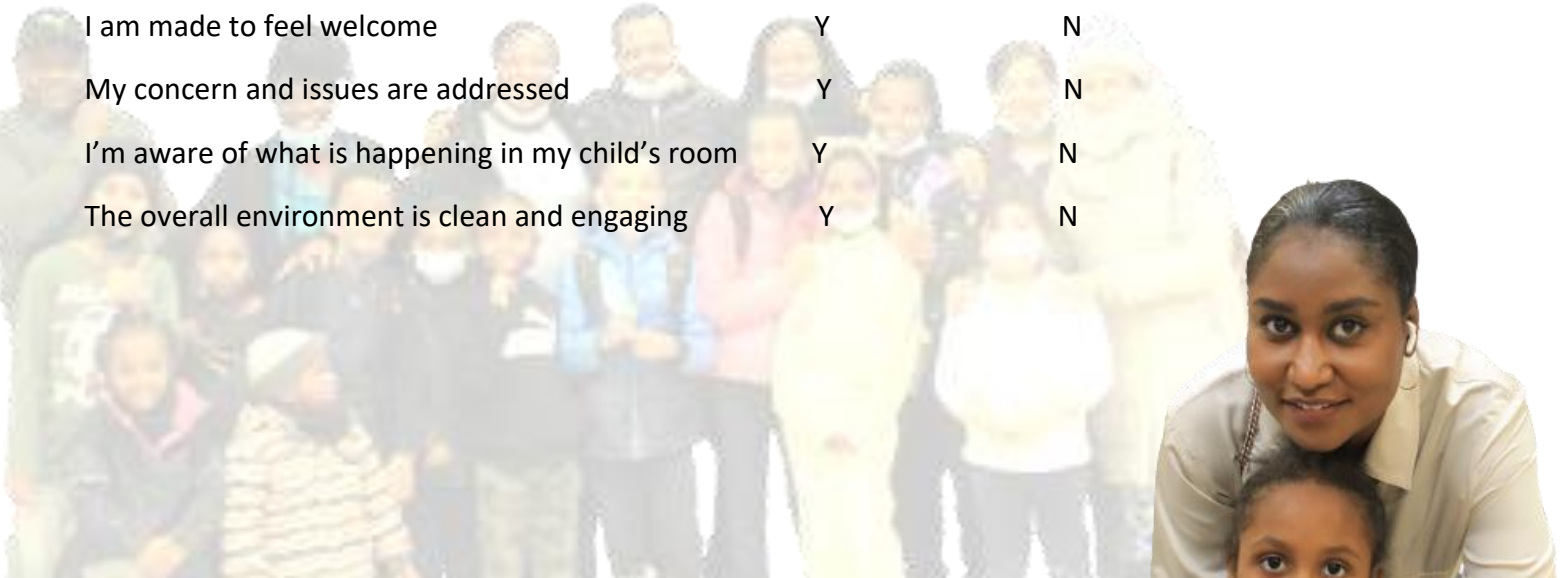 I am made to feel welcome Y N
My concern and issues are addressed Y N
I’m aware of what is happening in my child’s room Y N
The overall environment is clean and engaging Y N